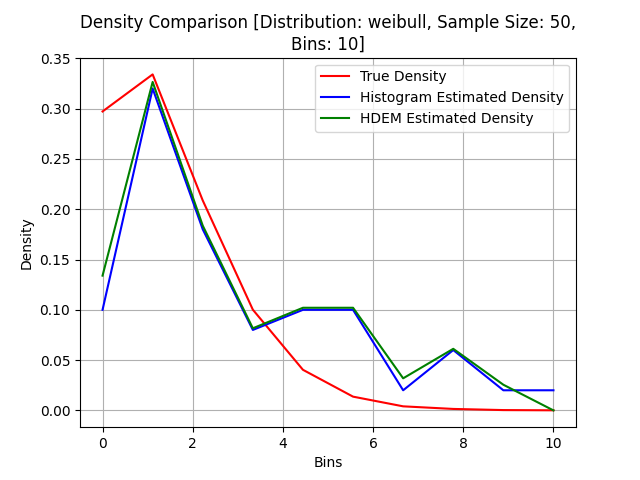 Density Comparison [Distribution: weibull, Sample Size: 50,
Bins: 10]
True Density
Histogram Estimated Density
HDEM Estimated Density
Density
0.35
0.30
0.25
0.20
0.15
0.10
0.05
0.00
0 2 4 6 8 10
Bins